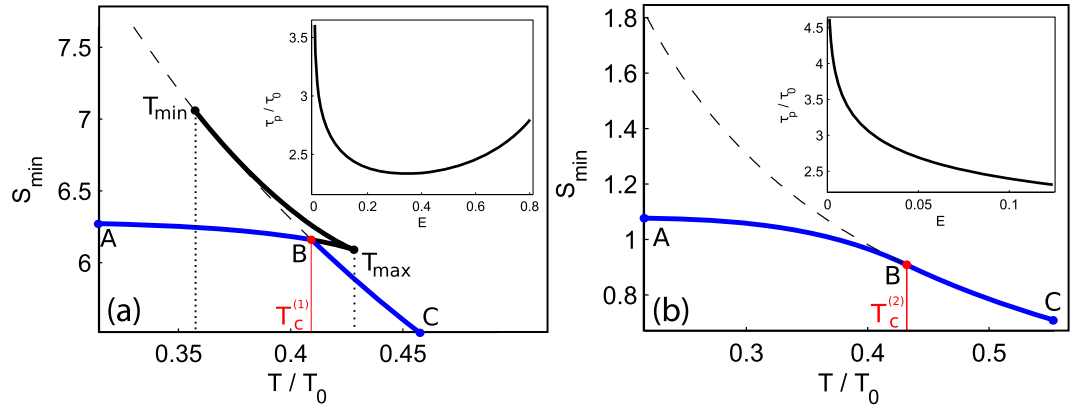 (a)
S_min
7.5
7
6.5
6
0.35
0.4
0.45
T / T_0
T_min
T_max
A
B
C
T_c^(1)
τ_p / τ_0
3.5
3
2.5
0
0.2
0.4
0.6
0.8
E
(b)
S_min
1.8
1.6
1.4
1.2
1
0.8
0.3
0.4
0.5
T / T_0
A
B
C
T_c^(2)
τ_p / τ_0
4.5
4
3.5
3
2.5
0
0.05
0.1
E